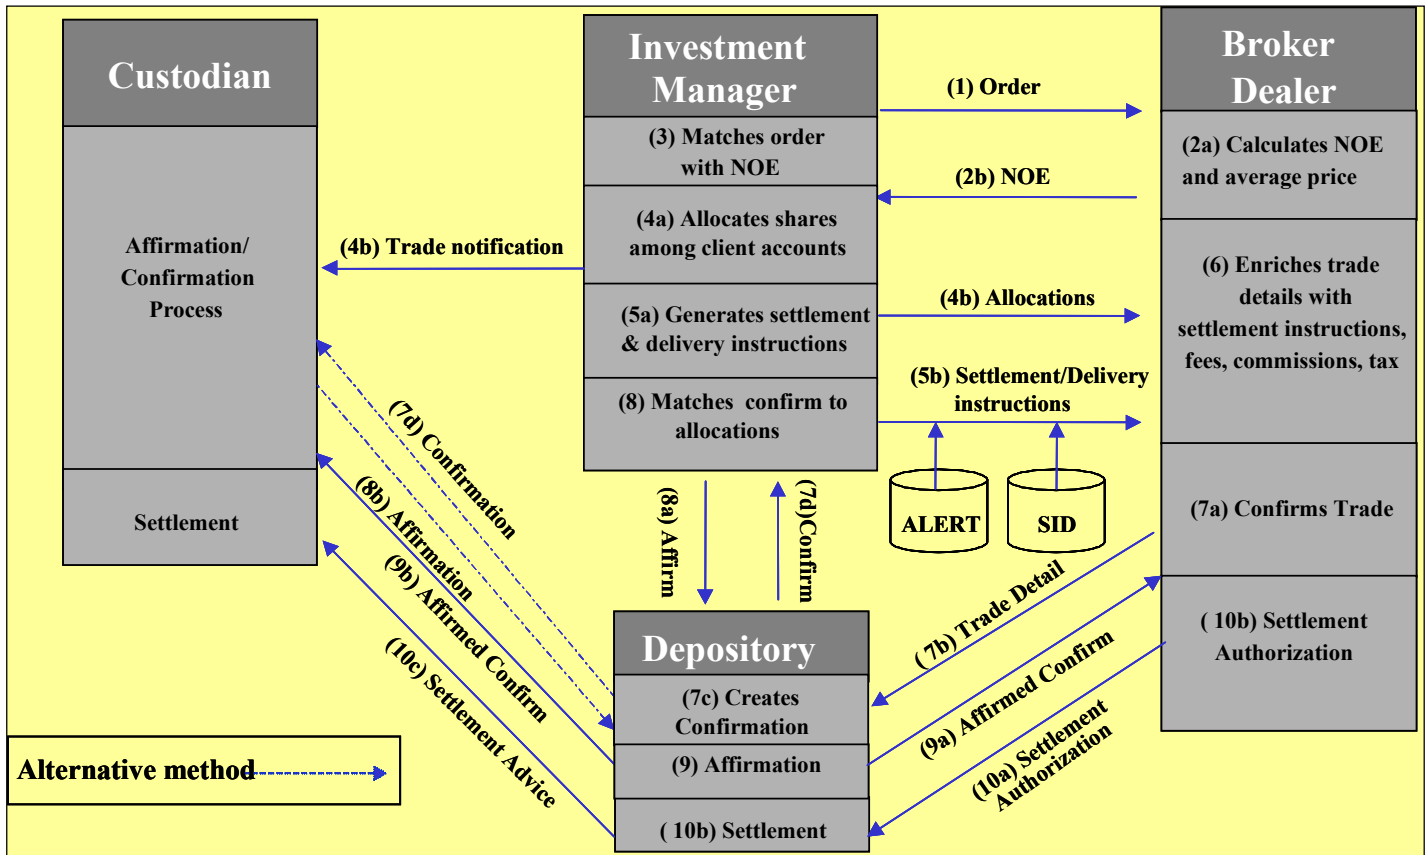 Custodian
Affirmation/
Confirmation
Process
Settlement
Investment
Manager
(3) Matches order
with NOE
(4a) Allocates shares
among client accounts
(5a) Generates settlement
& delivery instructions
(8) Matches confirm to
allocations
Broker
Dealer
(2a) Calculates NOE
and average price
(6) Enriches trade
details with
settlement instructions,
fees, commissions, tax
(7a) Confirms Trade
( 10b) Settlement
Authorization
(1) Order
(2b) NOE
(4b) Trade notification
(4b) Allocations
(5b) Settlement/Delivery
instructions
ALERT
SID
(7d) Confirmation
(8b) Affirmation
(9b) Affirmed Confirm
(10c) Settlement Advice
(8a) Affirm
(7d)Confirm
( 7b) Trade Detail
(9a) Affirmed Confirm
(10a) Settlement
Authorization
Depository
(7c) Creates
Confirmation
(9) Affirmation
( 10b) Settlement
Alternative method